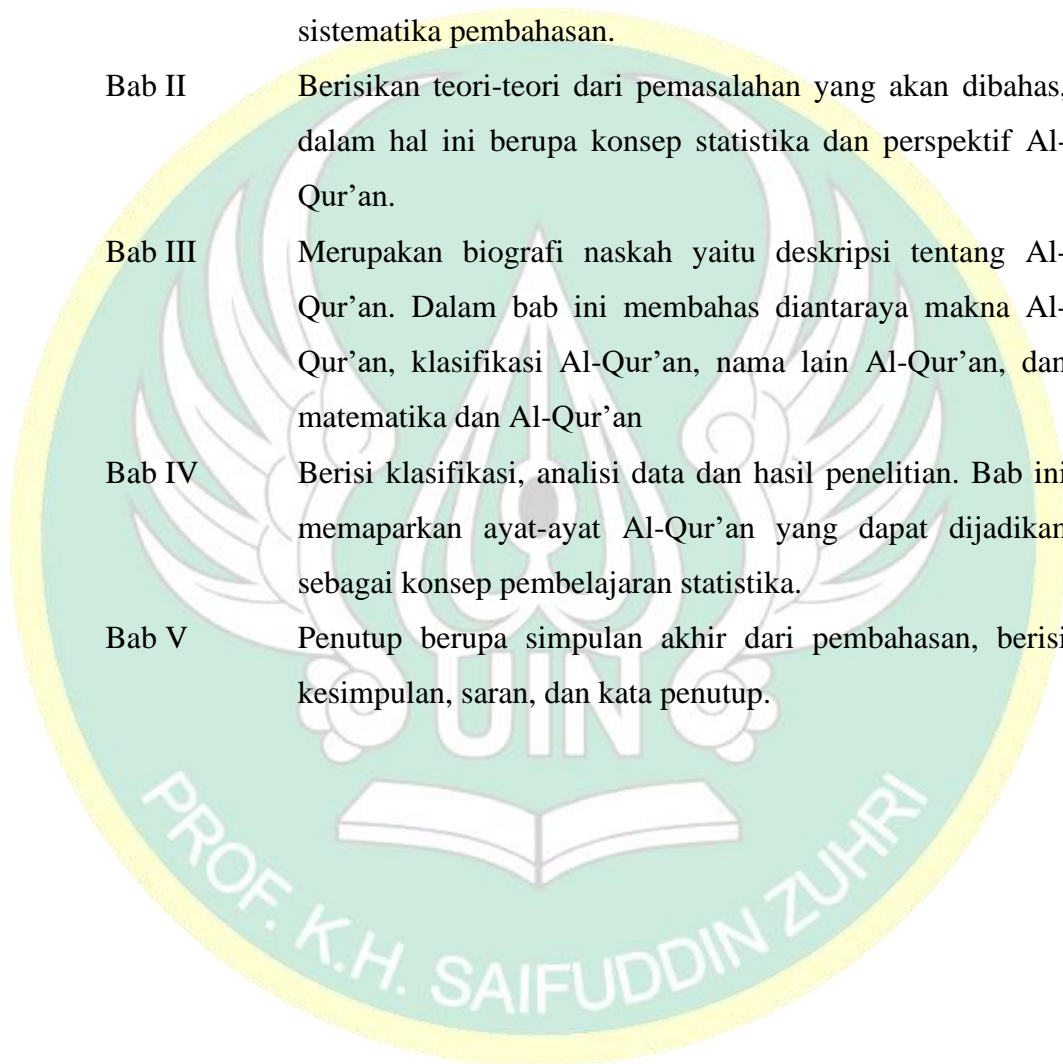 sistematika pembahasan.
Bab II Berisikan teori-teori dari pemasalahan yang akan dibahas,
dalam hal ini berupa konsep statistika dan perspektif Al-
Qur’an.
Bab III Merupakan biografi naskah yaitu deskripsi tentang Al-
Qur’an. Dalam bab ini membahas diantaraya makna Al-
Qur’an, klasifikasi Al-Qur’an, nama lain Al-Qur’an, dan
matematika dan Al-Qur’an
Bab IV Berisi klasifikasi, analisi data dan hasil penelitian. Bab ini
memaparkan ayat-ayat Al-Qur’an yang dapat dijadikan
sebagai konsep pembelajaran statistika.
Bab V Penutup berupa simpulan akhir dari pembahasan, berisi
kesimpulan, saran, dan kata penutup.
UIN
PROF. K.H. SAIFUDDIN ZUHRI